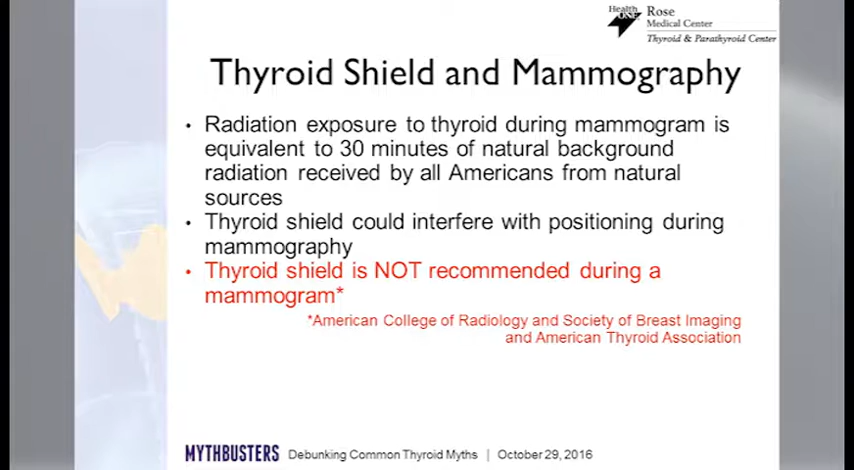 Health ONE
Rose
Medical Center
Thyroid & Parathyroid Center
Thyroid Shield and Mammography
• Radiation exposure to thyroid during mammogram is
equivalent to 30 minutes of natural background
radiation received by all Americans from natural
sources
• Thyroid shield could interfere with positioning during
mammography
• Thyroid shield is NOT recommended during a
mammogram*
*American College of Radiology and Society of Breast Imaging
and American Thyroid Association
MYTHBUSTERS Debunking Common Thyroid Myths | October 29, 2016